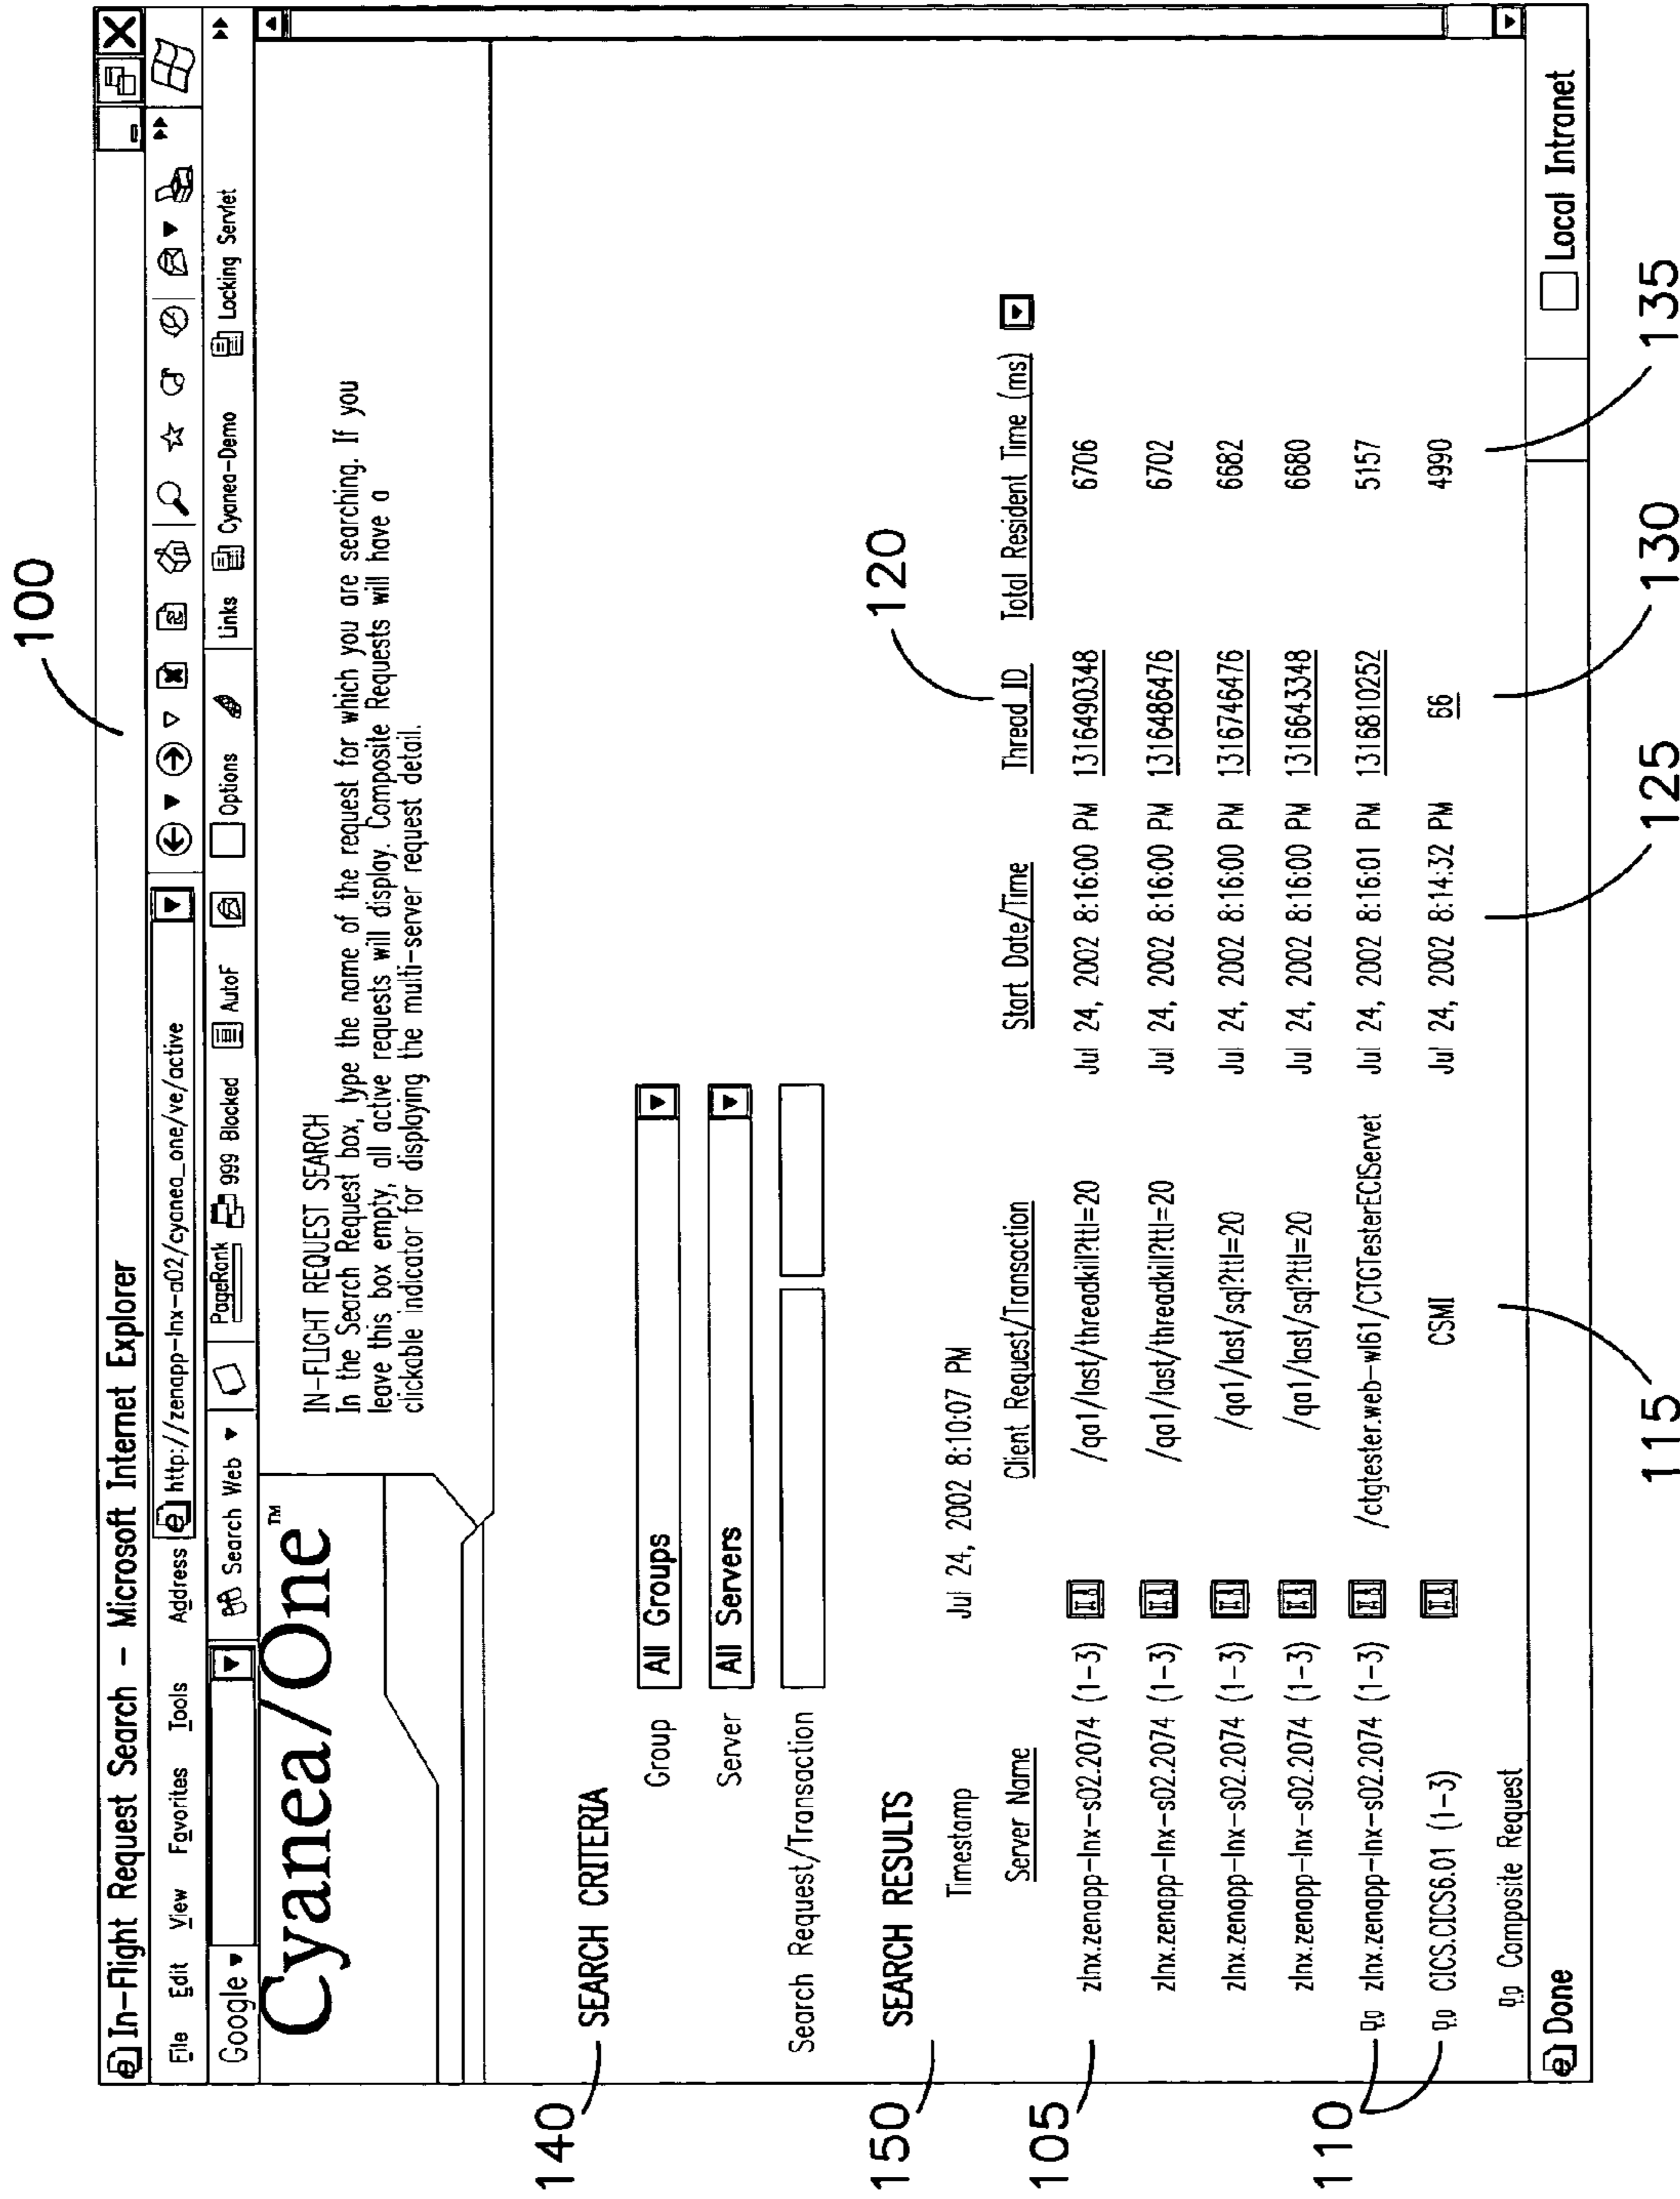 100
In-Flight Request Search - Microsoft Internet Explorer
File Edit View Favorites Tools Address http://zenapp-lnx-a02/cyanea_one/ve/active
Google Search Web PageRank 999 Blocked AutoF Options Links Cyanea-Demo Locking Servlet
Cyanea/One™
IN-FLIGHT REQUEST SEARCH
In the Search Request box, type the name of the request for which you are searching. If you
leave this box empty, all active requests will display. Composite Requests will have a
clickable indicator for displaying the multi-server request detail.
140
SEARCH CRITERIA
Group All Groups
Server All Servers
Search Request/Transaction
150
SEARCH RESULTS
Timestamp Jul 24, 2002 8:10:07 PM
120
Server Name Client Request/Transaction Start Date/Time Thread ID Total Resident Time (ms)
105
zlnx.zenapp-lnx-s02.2074 (1-3) /qa1/last/threadkill?ttl=20 Jul 24, 2002 8:16:00 PM 1316490348 6706
zlnx.zenapp-lnx-s02.2074 (1-3) /qa1/last/threadkill?ttl=20 Jul 24, 2002 8:16:00 PM 1316486476 6702
zlnx.zenapp-lnx-s02.2074 (1-3) /qa1/last/sql?ttl=20 Jul 24, 2002 8:16:00 PM 1316746476 6682
zlnx.zenapp-lnx-s02.2074 (1-3) /qa1/last/sql?ttl=20 Jul 24, 2002 8:16:00 PM 1316643348 6680
110
zlnx.zenapp-lnx-s02.2074 (1-3) /ctgtester.web-wl61/CTGTesterECIServet Jul 24, 2002 8:16:01 PM 1316810252 5157
CICS.CICS6.01 (1-3) CSMI Jul 24, 2002 8:14:32 PM 66 4990
Composite Request
Done Local Intranet
115 125 130 135